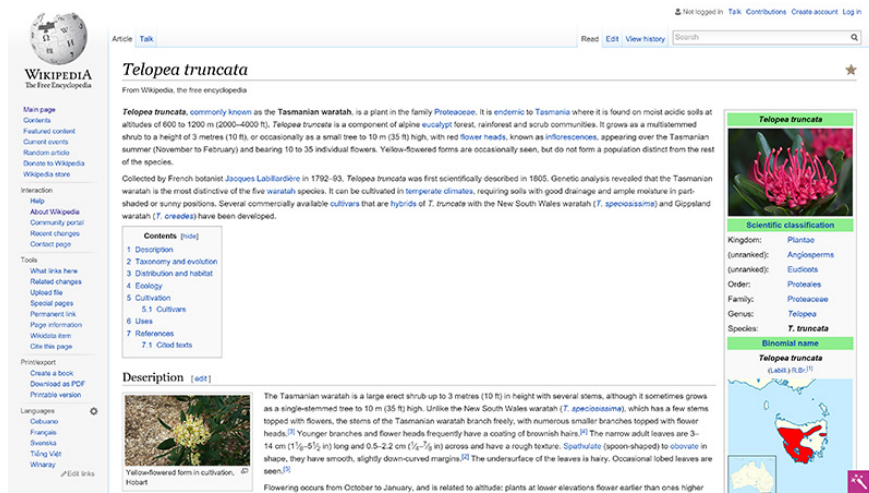 Not logged in Talk Contributions Create account Log in
Article Talk
Read Edit View history Search
WIKIPEDIA
The Free Encyclopedia
Main page
Contents
Featured content
Current events
Random article
Donate to Wikipedia
Wikipedia store
Interaction
Help
About Wikipedia
Community portal
Recent changes
Contact page
Tools
What links here
Related changes
Upload file
Special pages
Permanent link
Page information
Wikidata item
Cite this page
Print/export
Create a book
Download as PDF
Printable version
Languages
Cebuano
Français
Svenska
Tiếng Việt
Winaray
Edit links
Telopea truncata
From Wikipedia, the free encyclopedia
Telopea truncata, commonly known as the Tasmanian waratah, is a plant in the family Proteaceae. It is endemic to Tasmania where it is found on moist acidic soils at
altitudes of 600 to 1200 m (2000–4000 ft). Telopea truncata is a component of alpine eucalypt forest, rainforest and scrub communities. It grows as a multistemmed
shrub to a height of 3 metres (10 ft), or occasionally as a small tree to 10 m (35 ft) high, with red flower heads, known as inflorescences, appearing over the Tasmanian
summer (November to February) and bearing 10 to 35 individual flowers. Yellow-flowered forms are occasionally seen, but do not form a population distinct from the rest
of the species.
Collected by French botanist Jacques Labillardière in 1792–93, Telopea truncata was first scientifically described in 1805. Genetic analysis revealed that the Tasmanian
waratah is the most distinctive of the five waratah species. It can be cultivated in temperate climates, requiring soils with good drainage and ample moisture in part-
shaded or sunny positions. Several commercially available cultivars that are hybrids of T. truncata with the New South Wales waratah (T. speciosissima) and Gippsland
waratah (T. oreades) have been developed.
Contents [hide]
1 Description
2 Taxonomy and evolution
3 Distribution and habitat
4 Ecology
5 Cultivation
5.1 Cultivars
6 Uses
7 References
7.1 Cited texts
Description [edit]
Yellow-flowered form in cultivation,
Hobart
The Tasmanian waratah is a large erect shrub up to 3 metres (10 ft) in height with several stems, although it sometimes grows
as a single-stemmed tree to 10 m (35 ft) high. Unlike the New South Wales waratah (T. speciosissima), which has a few stems
topped with flowers, the stems of the Tasmanian waratah branch freely, with numerous smaller branches topped with flower
heads.[3] Younger branches and flower heads frequently have a coating of brownish hairs.[4] The narrow adult leaves are 3–
14 cm (1⅛–5½ in) long and 0.5–2.2 cm (¼–⅞ in) across and have a rough texture. Spathulate (spoon-shaped) to obovate in
shape, they have smooth, slightly down-curved margins.[2] The undersurface of the leaves is hairy. Occasional lobed leaves are
seen.[5]
Flowering occurs from October to January, and is related to altitude: plants at lower elevations flower earlier than ones higher
Telopea truncata
Scientific classification
Kingdom: Plantae
(unranked): Angiosperms
(unranked): Eudicots
Order: Proteales
Family: Proteaceae
Genus: Telopea
Species: T. truncata
Binomial name
Telopea truncata
(Labill.) R.Br.[1]